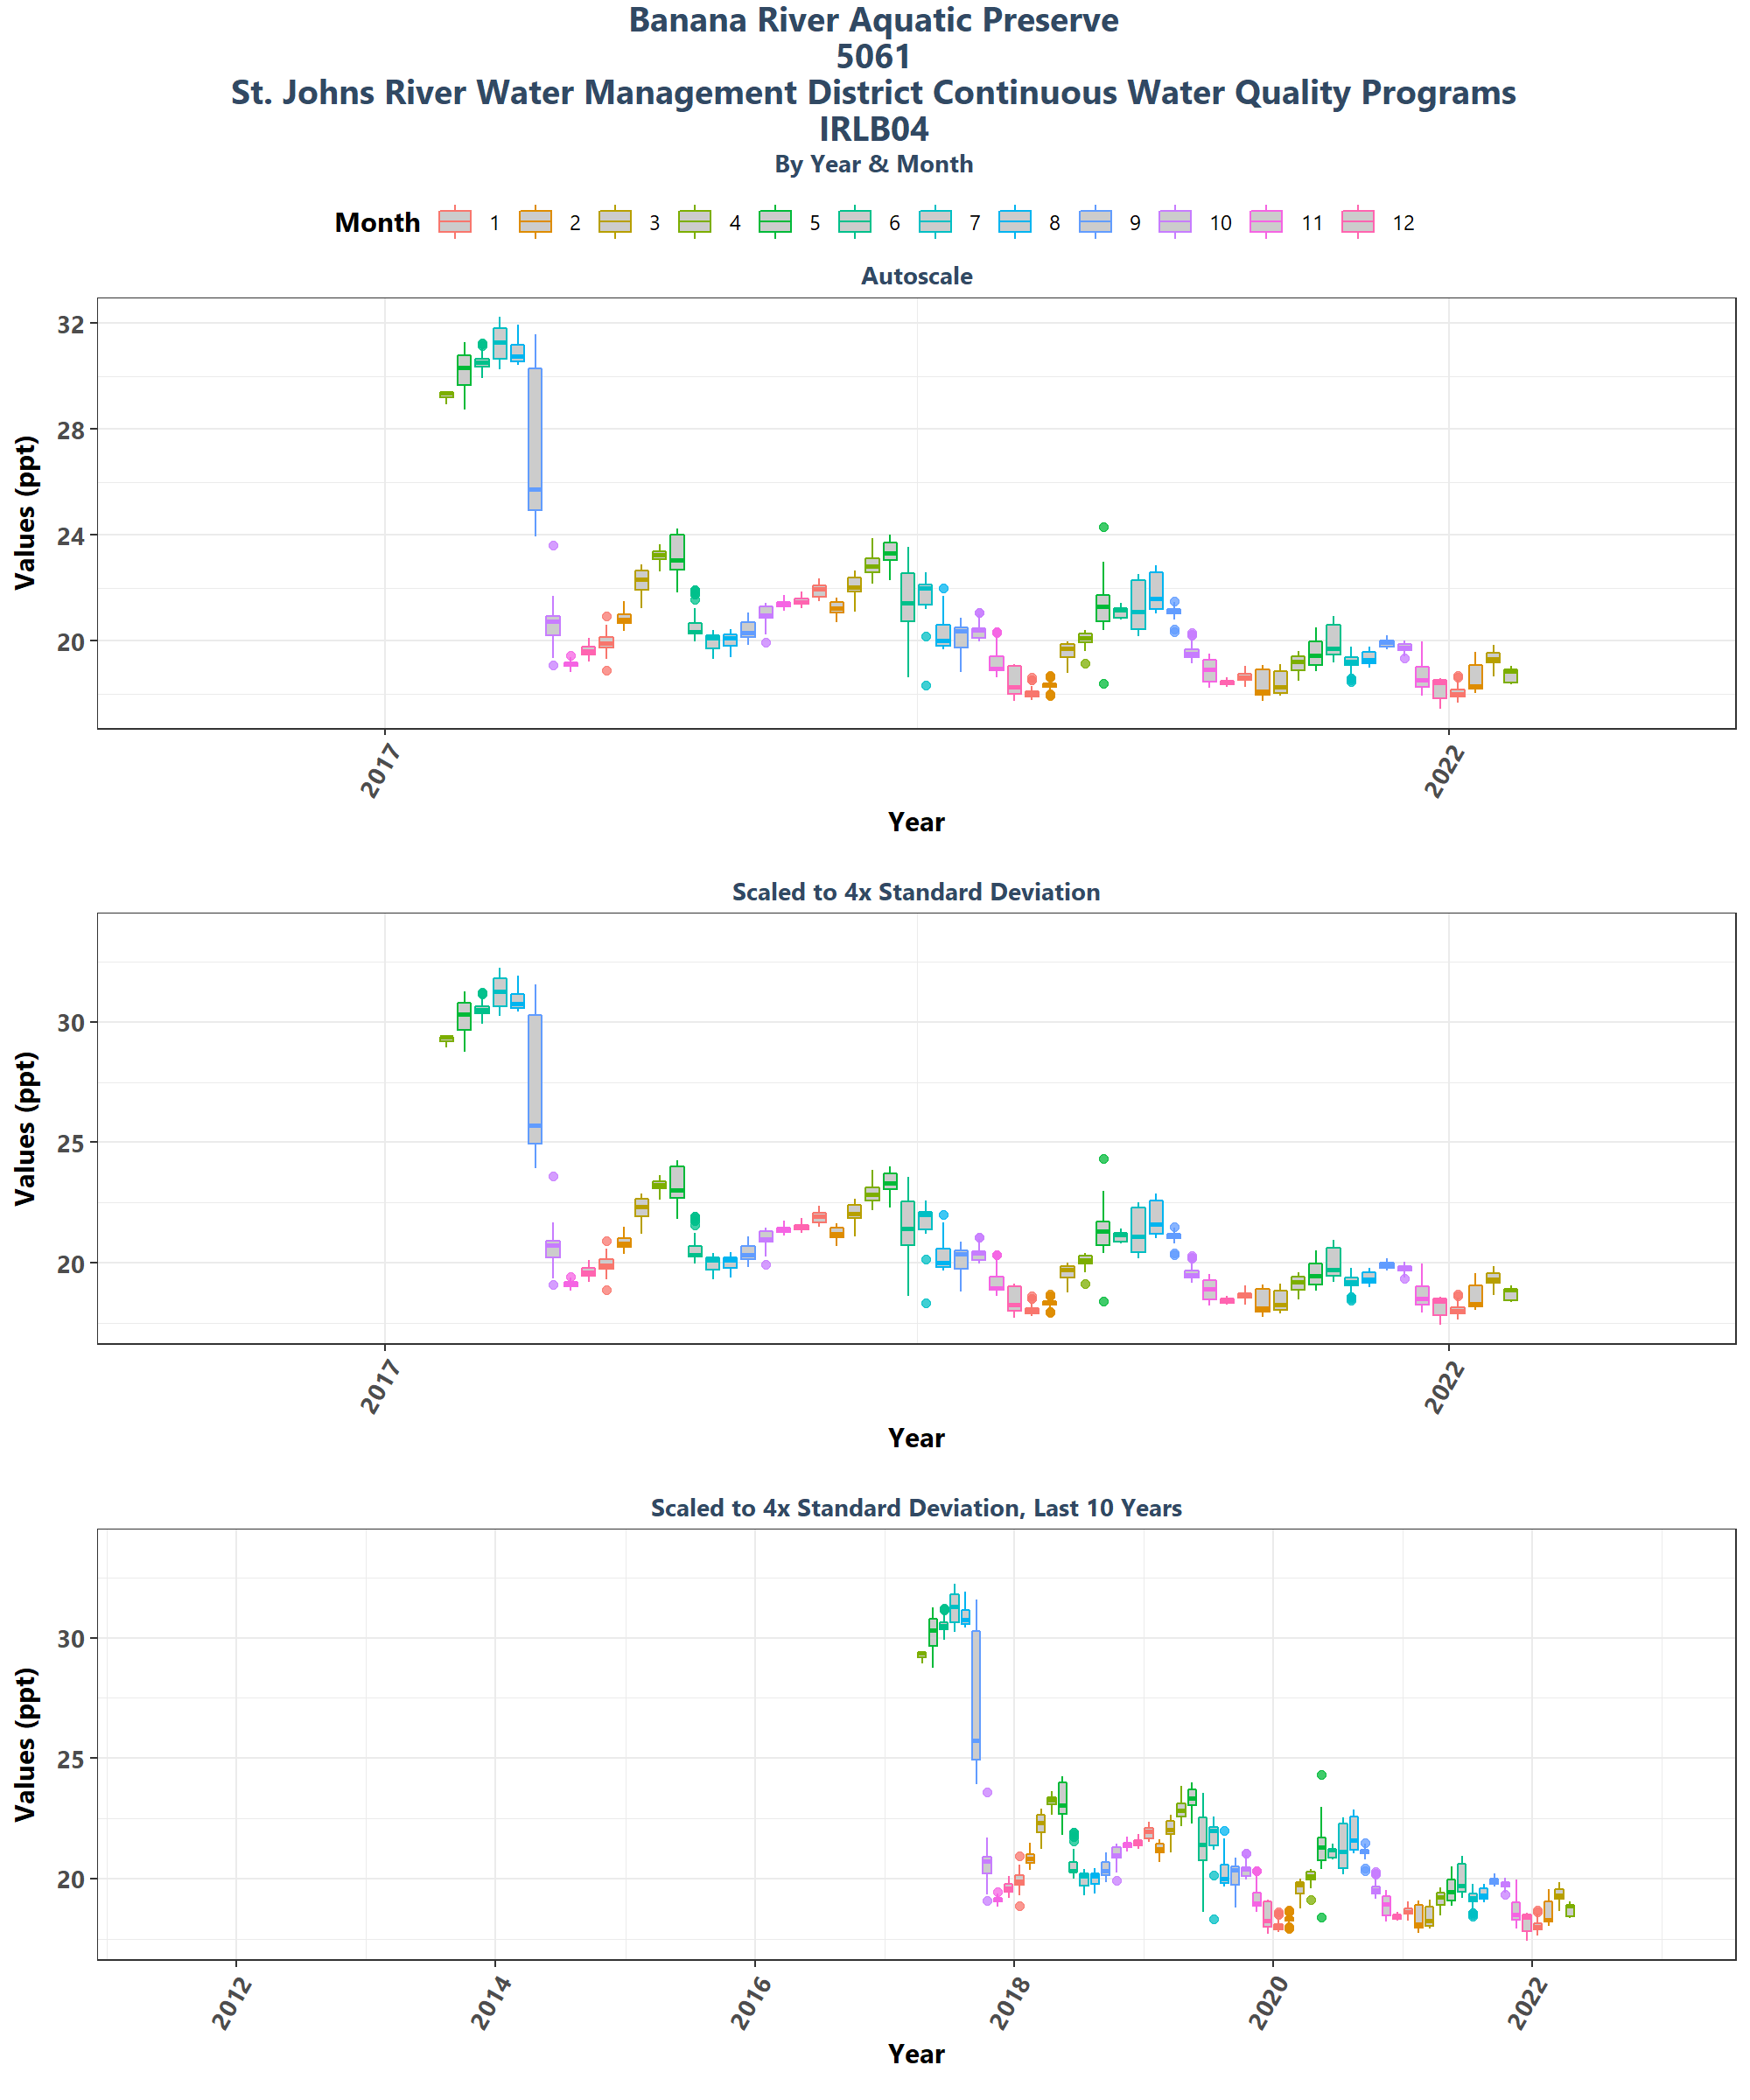 Banana River Aquatic Preserve
5061
St. Johns River Water Management District Continuous Water Quality Programs
IRLB04
By Year & Month
Month 1 2 3 4 5 6 7 8 9 10 11 12
Autoscale
Values (ppt)
32
28
24
20
2017 2022
Year
Scaled to 4x Standard Deviation
Values (ppt)
30
25
20
2017 2022
Year
Scaled to 4x Standard Deviation, Last 10 Years
Values (ppt)
30
25
20
2012 2014 2016 2018 2020 2022
Year